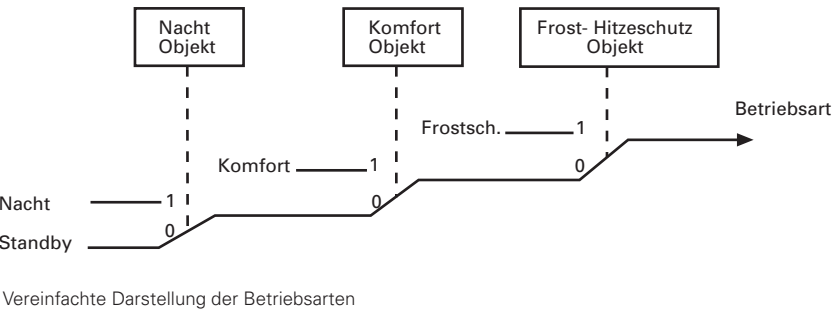 Nacht
Objekt
Komfort
Objekt
Frost- Hitzeschutz
Objekt
Betriebsart
Frostsch. 1
Komfort 1
0
Nacht 1
0
Standby 0
Vereinfachte Darstellung der Betriebsarten